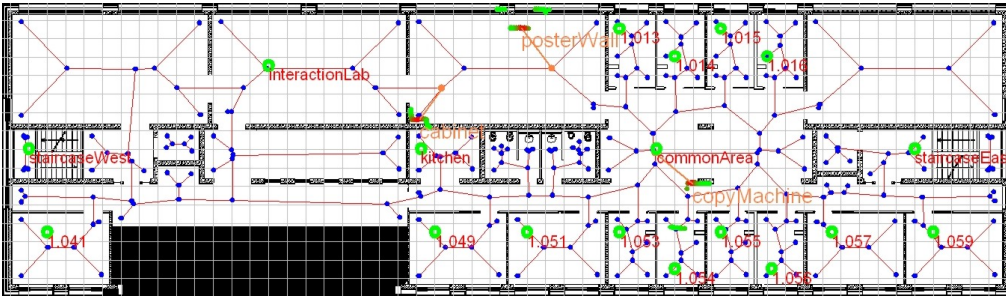 posterWall
1.013
1.015
1.014
1.016
interactionLab
cabinet
staircaseWest
kitchen
commonArea
staircaseEast
copyMachine
1.041
1.049
1.051
1.053
1.055
1.057
1.059
1.054
1.056